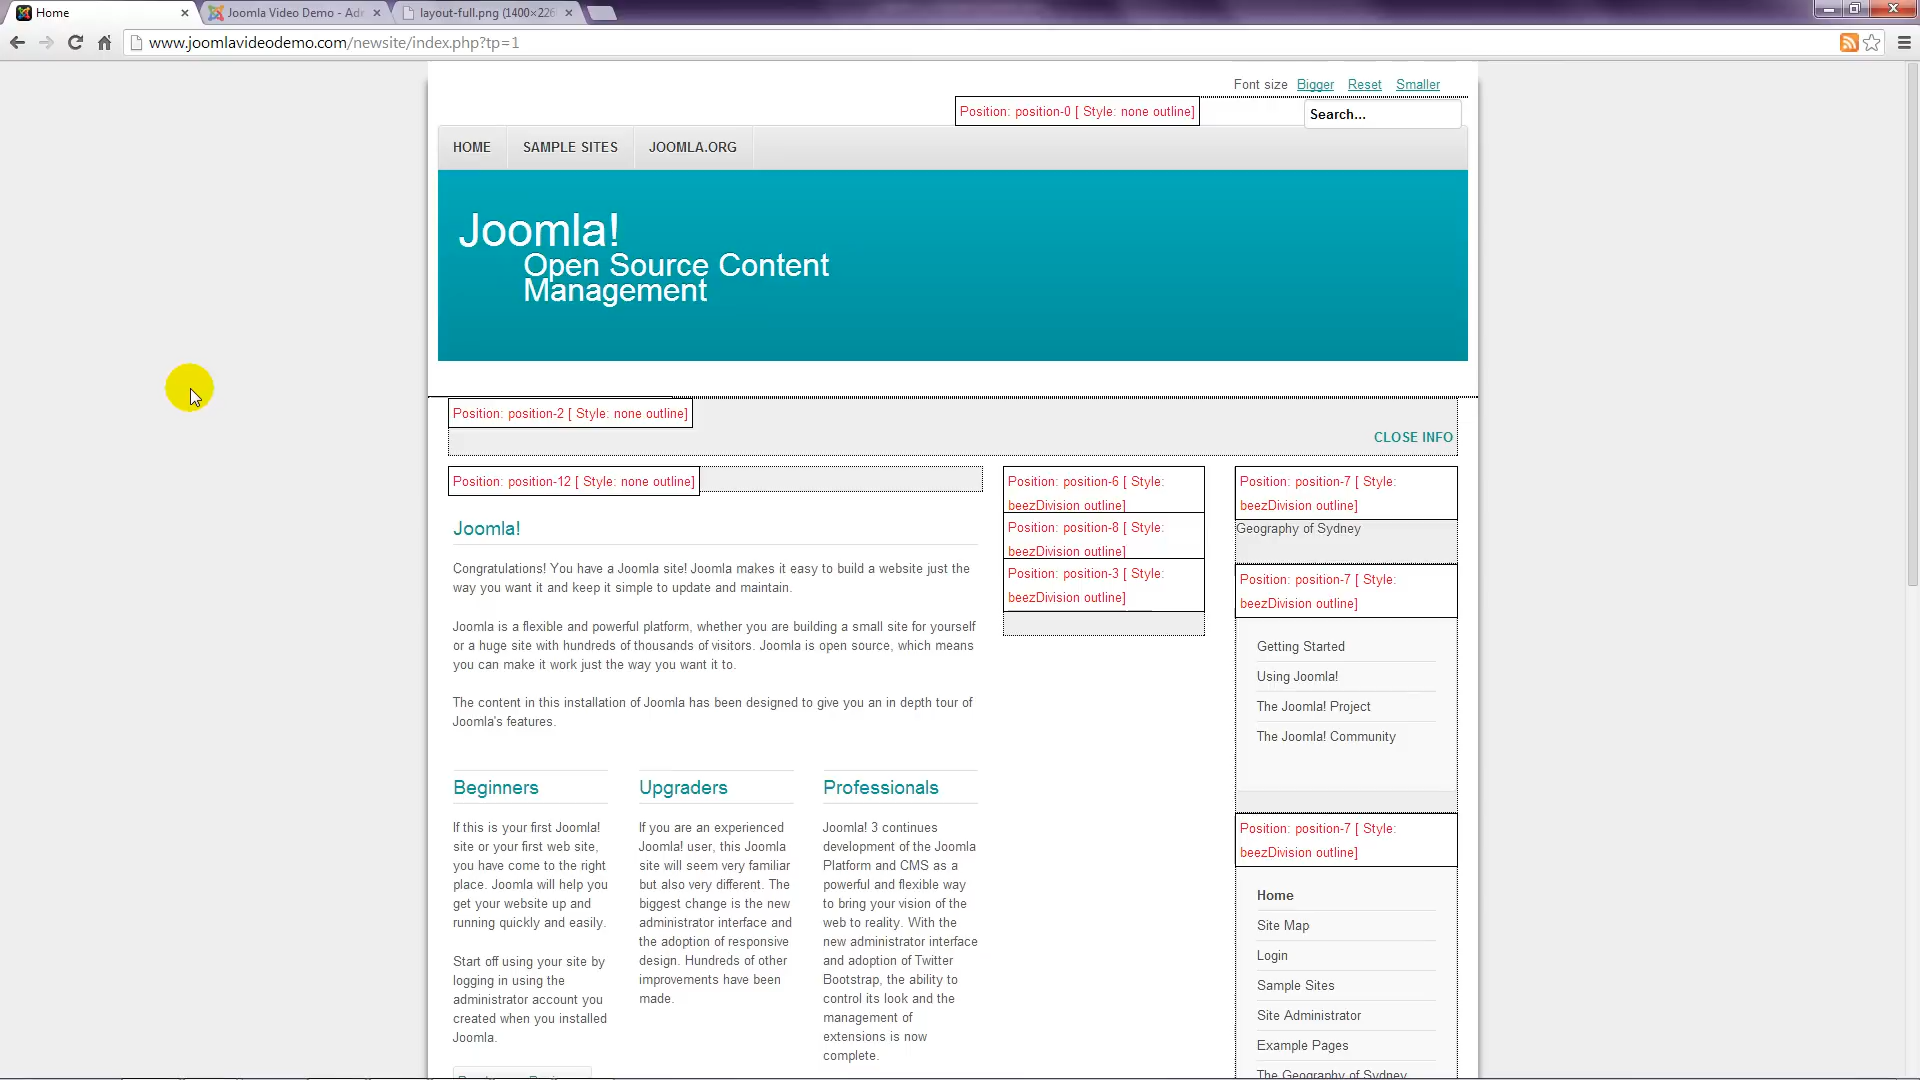 Home
Joomla Video Demo - Adm
layout-full.png (1400×226
www.joomlavideodemo.com/newsite/index.php?tp=1
Font size Bigger Reset Smaller
Position: position-0 [ Style: none outline]
Search...
HOME SAMPLE SITES JOOMLA.ORG
Joomla!
Open Source Content
Management
Position: position-2 [ Style: none outline]
CLOSE INFO
Position: position-12 [ Style: none outline]
Joomla!
Congratulations! You have a Joomla site! Joomla makes it easy to build a website just the
way you want it and keep it simple to update and maintain.
Joomla is a flexible and powerful platform, whether you are building a small site for yourself
or a huge site with hundreds of thousands of visitors. Joomla is open source, which means
you can make it work just the way you want it to.
The content in this installation of Joomla has been designed to give you an in depth tour of
Joomla's features.
Beginners
If this is your first Joomla!
site or your first web site,
you have come to the right
place. Joomla will help you
get your website up and
running quickly and easily.
Start off using your site by
logging in using the
administrator account you
created when you installed
Joomla.
Upgraders
If you are an experienced
Joomla! user, this Joomla
site will seem very familiar
but also very different. The
biggest change is the new
administrator interface and
the adoption of responsive
design. Hundreds of other
improvements have been
made.
Professionals
Joomla! 3 continues
development of the Joomla
Platform and CMS as a
powerful and flexible way
to bring your vision of the
web to reality. With the
new administrator interface
and adoption of Twitter
Bootstrap, the ability to
control its look and the
management of
extensions is now
complete.
Position: position-6 [ Style:
beezDivision outline]
Position: position-8 [ Style:
beezDivision outline]
Position: position-3 [ Style:
beezDivision outline]
Position: position-7 [ Style:
beezDivision outline]
Geography of Sydney
Position: position-7 [ Style:
beezDivision outline]
Getting Started
Using Joomla!
The Joomla! Project
The Joomla! Community
Position: position-7 [ Style:
beezDivision outline]
Home
Site Map
Login
Sample Sites
Site Administrator
Example Pages
The Geography of Sydney